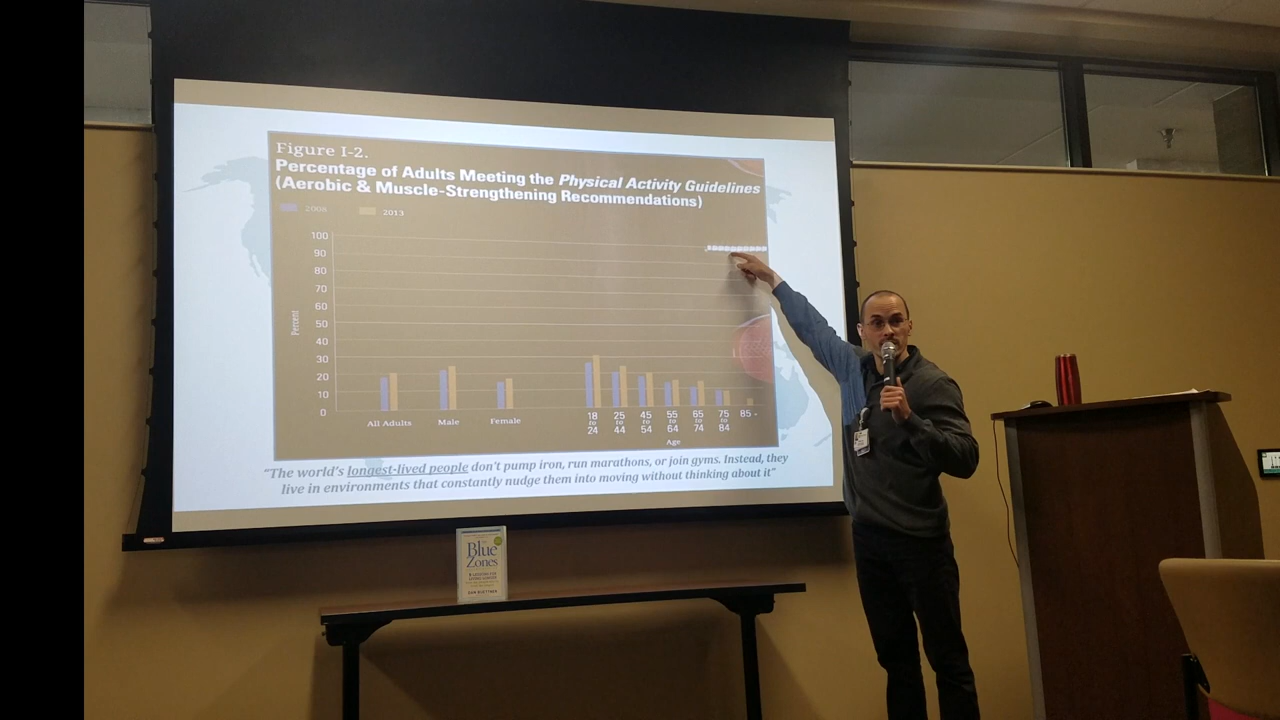 Figure I-2.
Percentage of Adults Meeting the Physical Activity Guidelines
(Aerobic & Muscle-Strengthening Recommendations)
2008 2013
100
90
80
70
60
50
40
30
20
10
0
Percent
All Adults Male Female
18 to 24
25 to 44
45 to 54
55 to 64
65 to 74
75 to 84
85 +
Age
"The world's longest-lived people don't pump iron, run marathons, or join gyms. Instead, they
live in environments that constantly nudge them into moving without thinking about it"
Blue
Zones
DAN BUETTNER